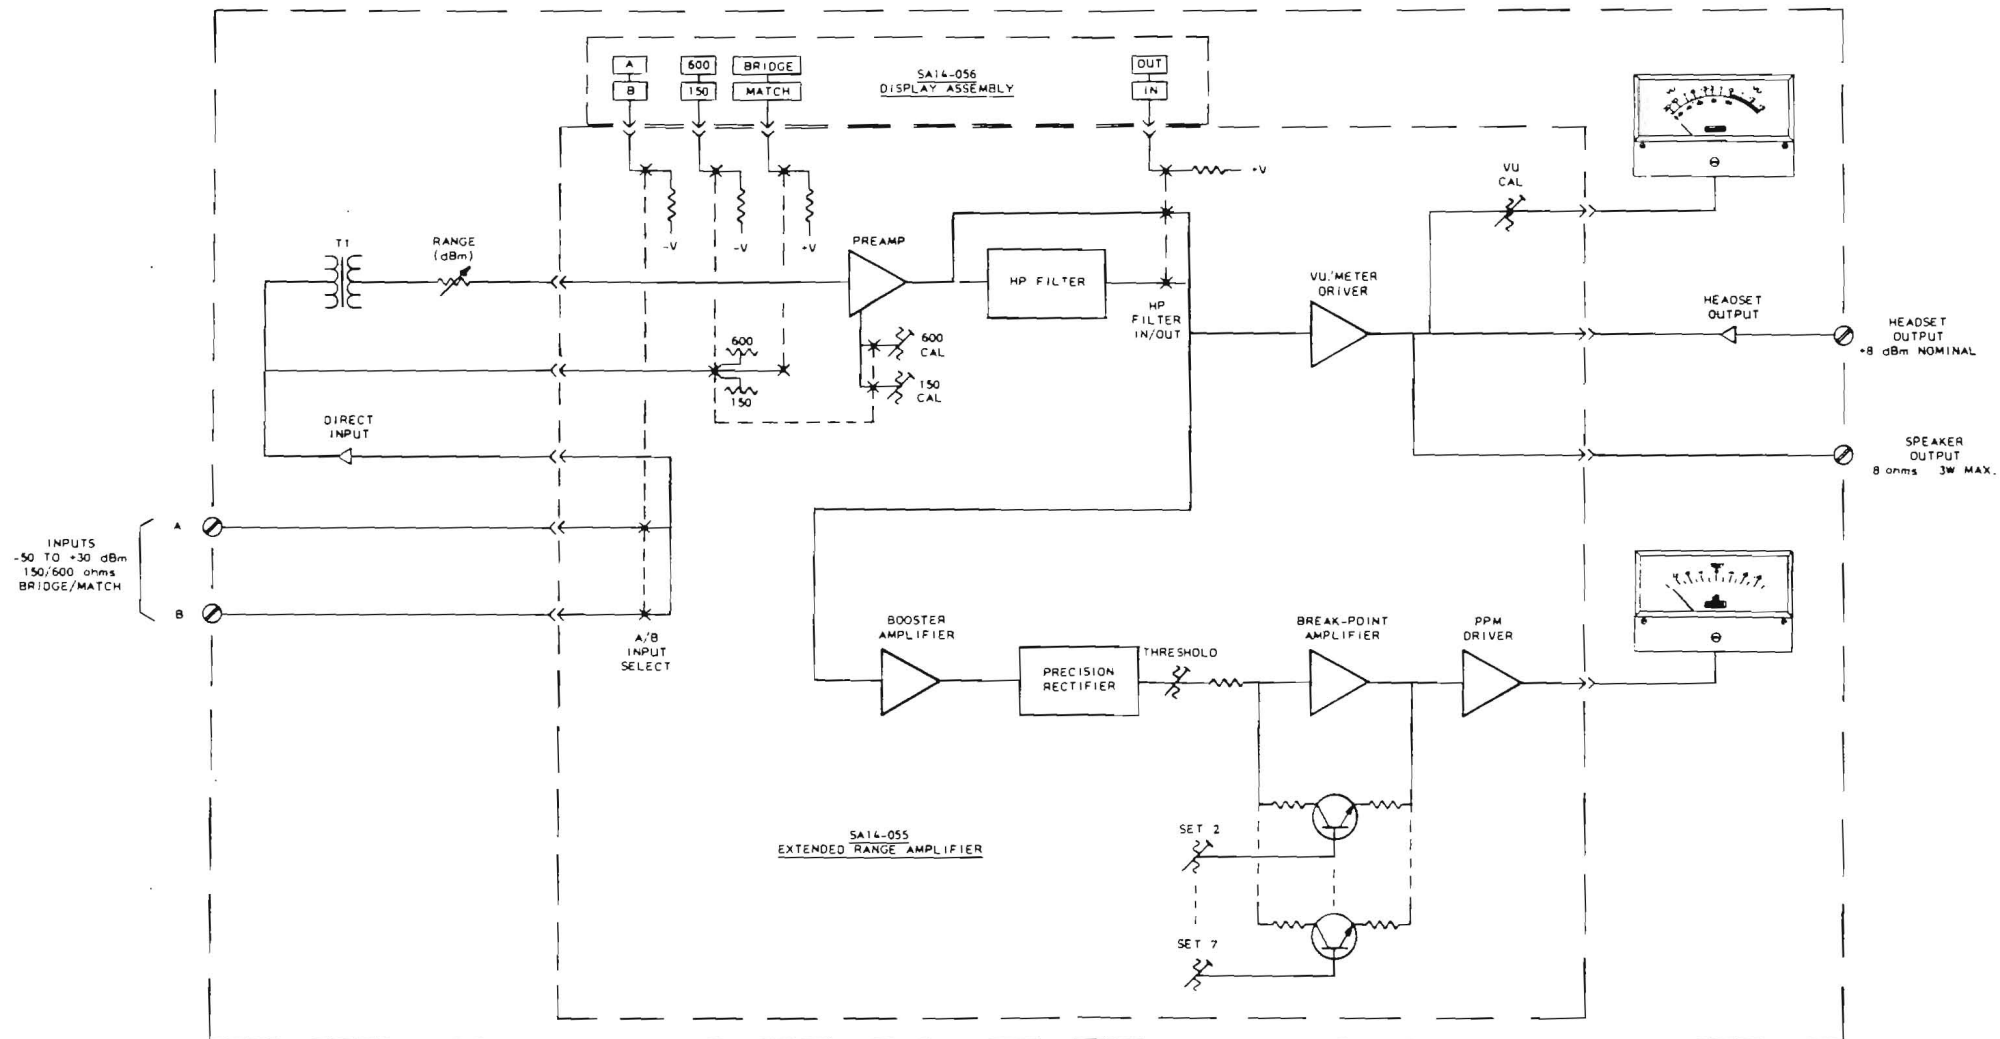 A
B
600
150
BRIDGE
MATCH
SA14-056
DISPLAY ASSEMBLY
OUT
IN
-V
-V
+V
+V
T1
RANGE
(dBm)
PREAMP
HP FILTER
HP
FILTER
IN/OUT
VU
CAL
VU/METER
DRIVER
HEADSET
OUTPUT
HEADSET
OUTPUT
+8 dBm NOMINAL
600
150
600
CAL
150
CAL
DIRECT
INPUT
SPEAKER
OUTPUT
8 ohms 3W MAX.
INPUTS
-50 TO +30 dBm
150/600 ohms
BRIDGE/MATCH
A
B
A/B
INPUT
SELECT
BOOSTER
AMPLIFIER
PRECISION
RECTIFIER
THRESHOLD
BREAK-POINT
AMPLIFIER
PPM
DRIVER
SA14-055
EXTENDED RANGE AMPLIFIER
SET 2
SET 7